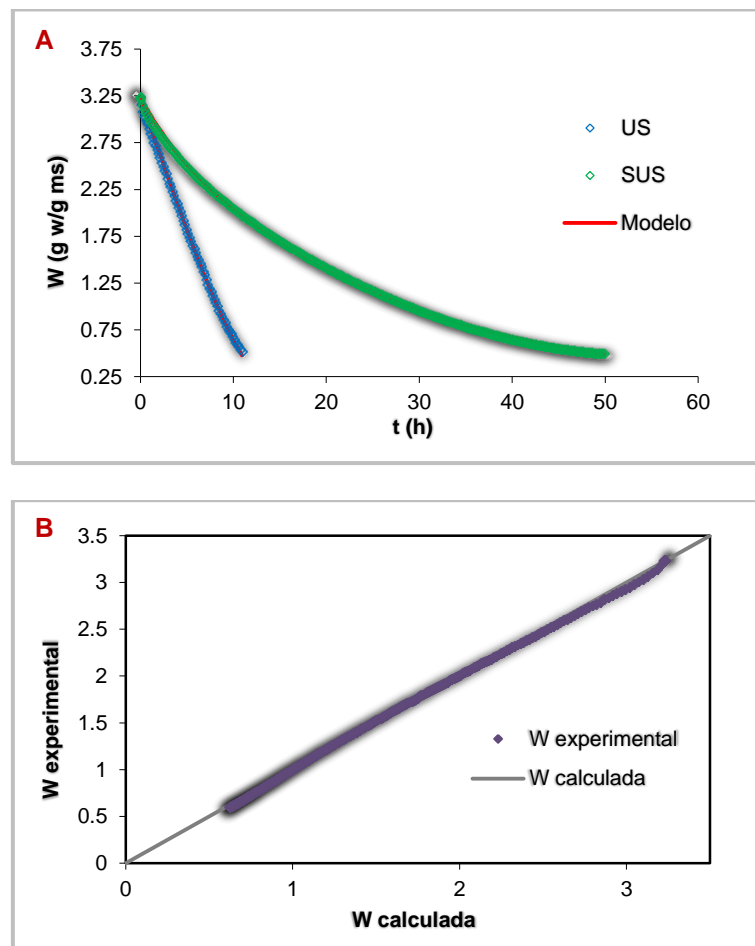 A
3.75
3.25
2.75
2.25
1.75
1.25
0.75
0.25
W (g w/g ms)
US
SUS
Modelo
0 10 20 30 40 50 60
t (h)
B
3.5
3
2.5
2
1.5
1
0.5
0
W experimental
W experimental
W calculada
0 1 2 3
W calculada